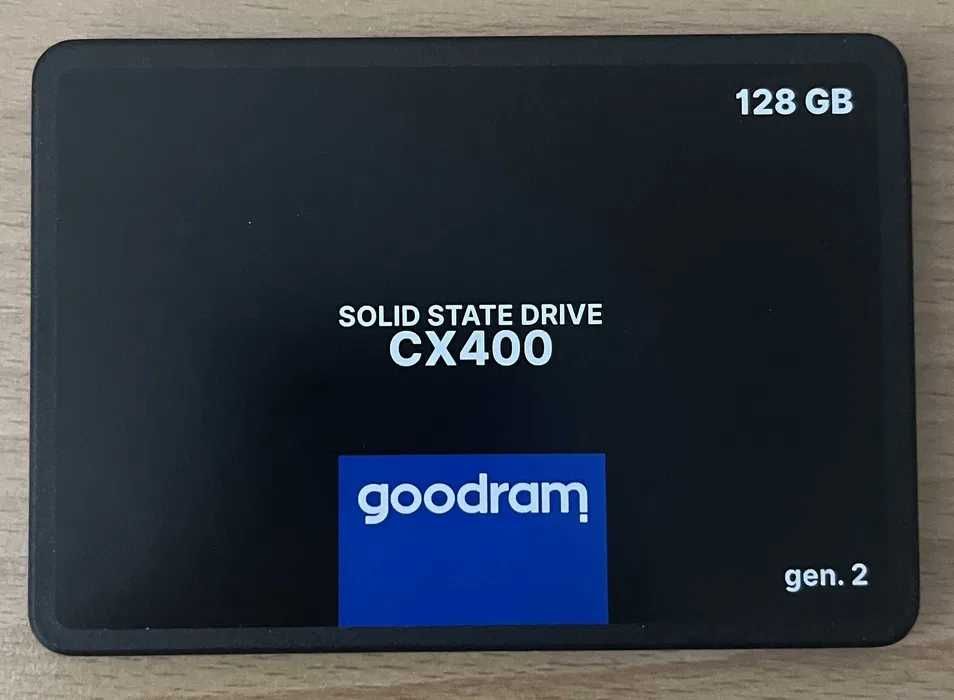 128 GB
SOLID STATE DRIVE
CX400
goodram
gen. 2